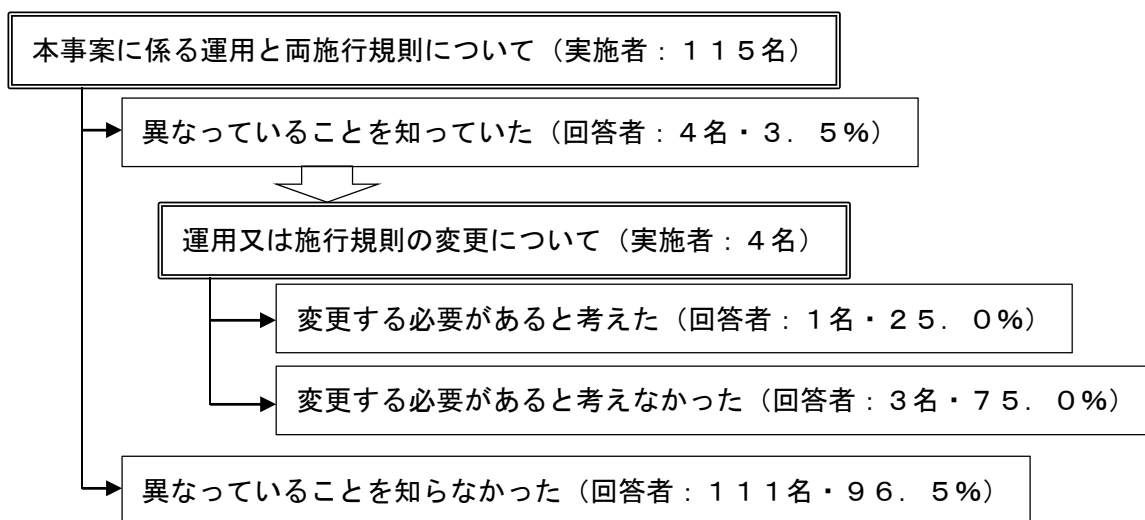 本事案に係る運用と両施行規則について（実施者：１１５名）
異なっていることを知っていた（回答者：４名・３．５％）
運用又は施行規則の変更について（実施者：４名）
変更する必要があると考えた（回答者：１名・２５．０％）
変更する必要があると考えなかった（回答者：３名・７５．０％）
異なっていることを知らなかった（回答者：１１１名・９６．５％）